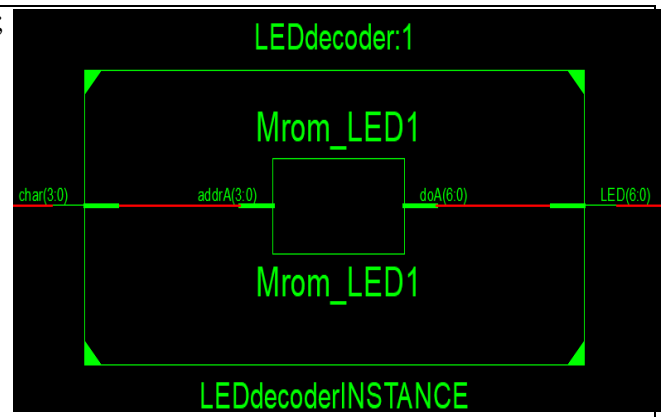 ;
LEDdecoder:1
Mrom_LED1
char(3:0) addrA(3:0) doA(6:0) LED(6:0)
Mrom_LED1
LEDdecoderINSTANCE